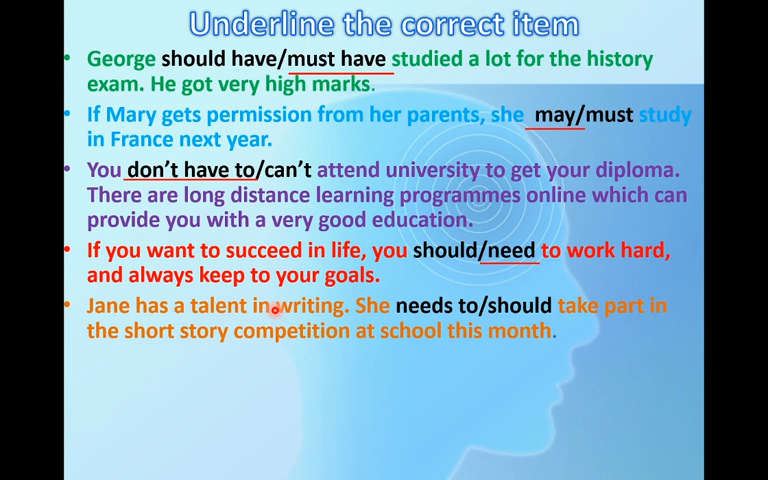 Underline the correct item
• George should have/must have studied a lot for the history
exam. He got very high marks.
• If Mary gets permission from her parents, she may/must study
in France next year.
• You don't have to/can't attend university to get your diploma.
There are long distance learning programmes online which can
provide you with a very good education.
• If you want to succeed in life, you should/need to work hard,
and always keep to your goals.
• Jane has a talent in writing. She needs to/should take part in
the short story competition at school this month.